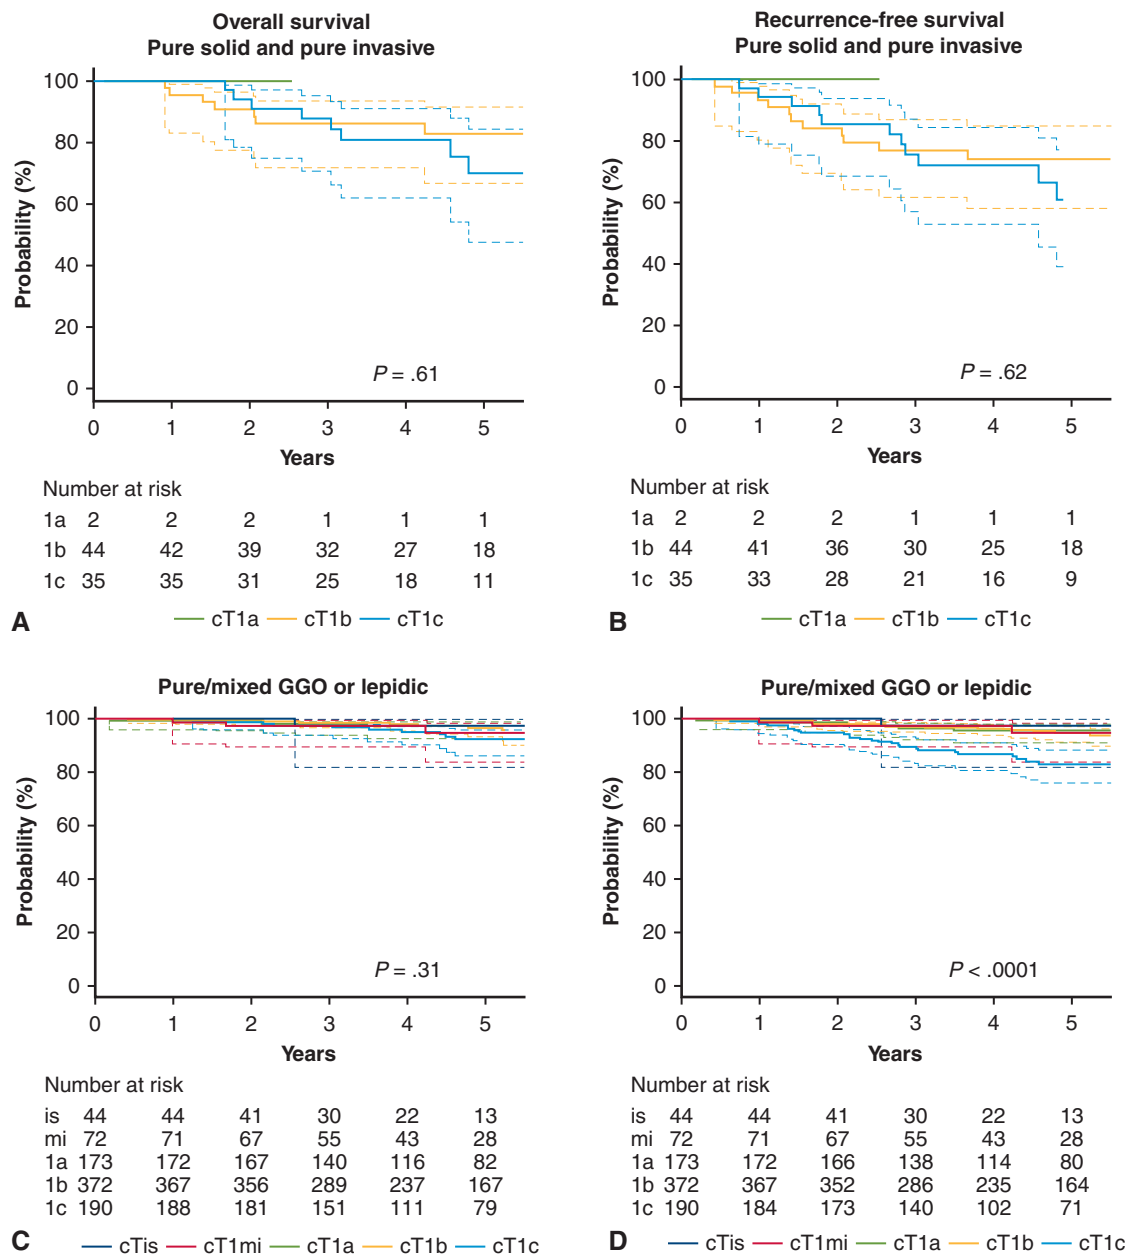 Overall survival
Pure solid and pure invasive
Probability (%)
100
80
60
40
20
0
P = .61
0 1 2 3 4 5
Years
Number at risk
1a 2 2 2 1 1 1
1b 44 42 39 32 27 18
1c 35 35 31 25 18 11
A
cT1a cT1b cT1c
Recurrence-free survival
Pure solid and pure invasive
Probability (%)
100
80
60
40
20
0
P = .62
0 1 2 3 4 5
Years
Number at risk
1a 2 2 2 1 1 1
1b 44 41 36 30 25 18
1c 35 33 28 21 16 9
B
cT1a cT1b cT1c
Pure/mixed GGO or lepidic
Probability (%)
100
80
60
40
20
0
P = .31
0 1 2 3 4 5
Years
Number at risk
is 44 44 41 30 22 13
mi 72 71 67 55 43 28
1a 173 172 167 140 116 82
1b 372 367 356 289 237 167
1c 190 188 181 151 111 79
C
cTis cT1mi cT1a cT1b cT1c
Pure/mixed GGO or lepidic
Probability (%)
100
80
60
40
20
0
P < .0001
0 1 2 3 4 5
Years
Number at risk
is 44 44 41 30 22 13
mi 72 71 67 55 43 28
1a 173 172 166 138 114 80
1b 372 367 352 286 235 164
1c 190 184 173 140 102 71
D
cTis cT1mi cT1a cT1b cT1c